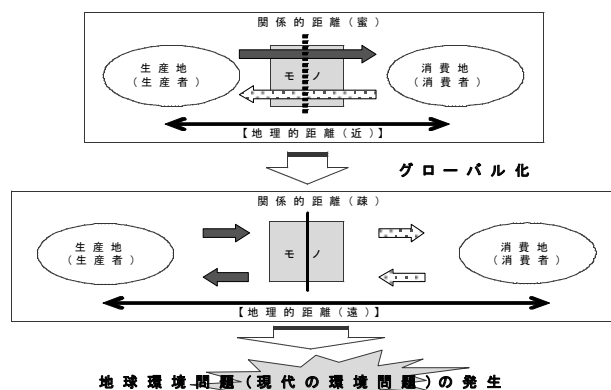 関係的距離(蜜)
生産地
(生産者)
モノ
消費地
(消費者)
【地理的距離(近)】
グローバル化
関係的距離(疎)
生産地
(生産者)
モノ
消費地
(消費者)
【地理的距離(遠)】
地球環境問題(現代の環境問題)の発生